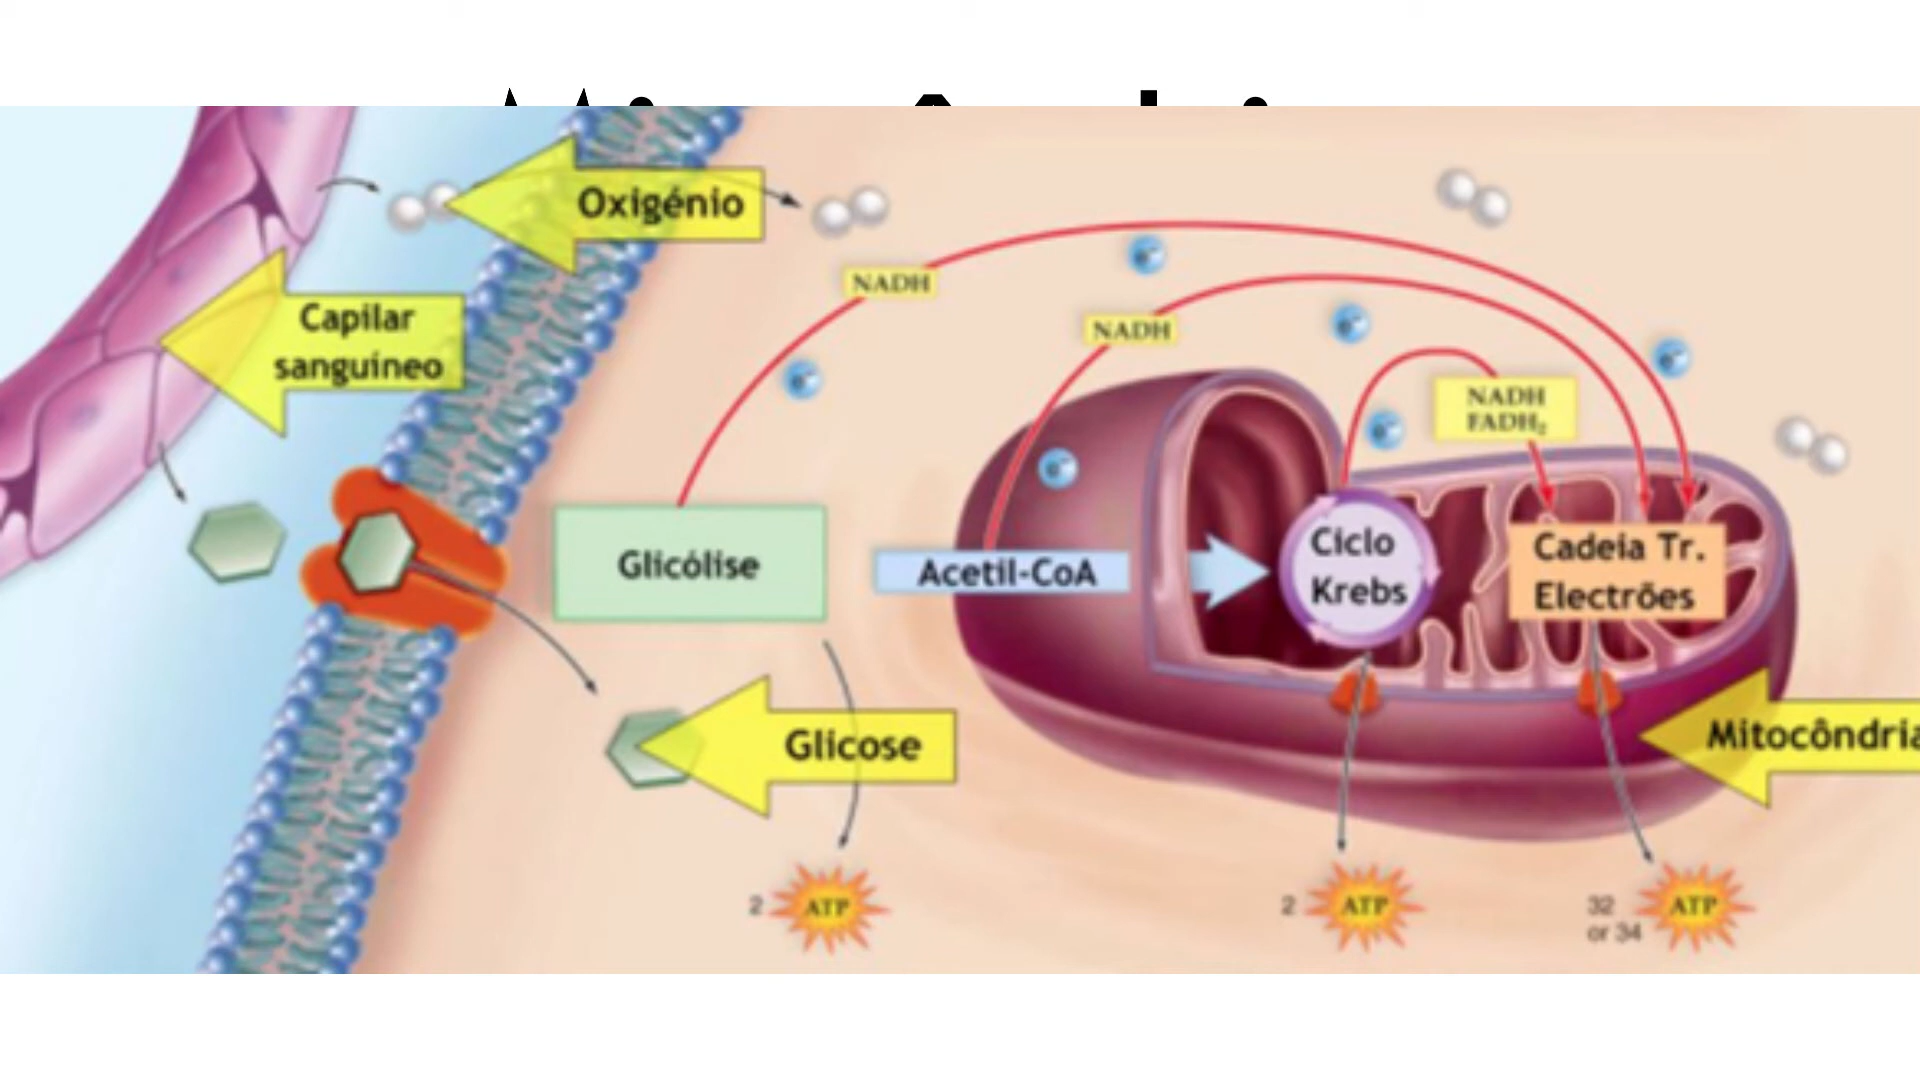 Oxigénio
Capilar
sanguíneo
NADH
NADH
NADH
FADH₂
e⁻
e⁻
e⁻
e⁻
e⁻
e⁻
Glicólise
Acetil-CoA
Ciclo
Krebs
Cadeia Tr.
Electrões
Glicose
Mitocôndria
2 ATP
2 ATP
32
or 34
ATP